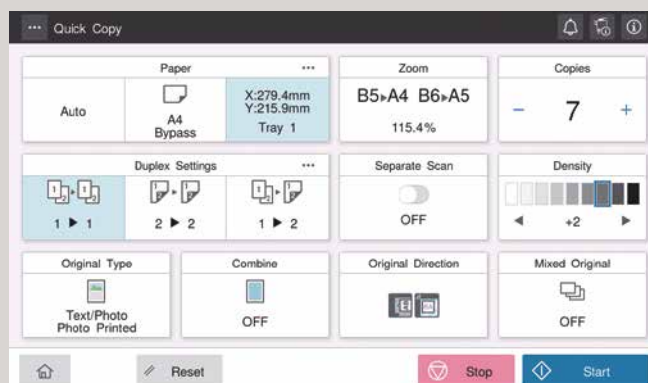 Quick Copy
Paper
Zoom
Copies
Auto
A4
Bypass
X:279.4mm
Y:215.9mm
Tray 1
B5▸A4 B6▸A5
115.4%
− 7 +
Duplex Settings
Separate Scan
Density
1 ▶ 1
2 ▶ 2
1 ▶ 2
OFF
◀ +2 ▶
Original Type
Combine
Original Direction
Mixed Original
Text/Photo
Photo Printed
OFF
OFF
Reset
Stop
Start